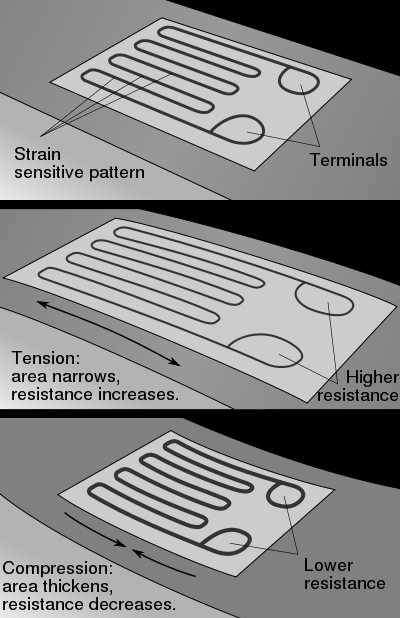 Strain
sensitive pattern
Terminals
Tension:
area narrows,
resistance increases.
Higher
resistance
Compression:
area thickens,
resistance decreases.
Lower
resistance